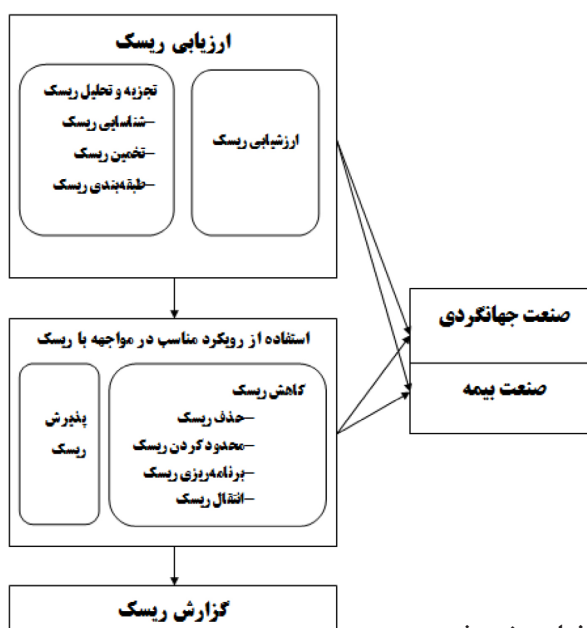 ارزیابی ریسک
تجزیه و تحلیل ریسک
–شناسایی ریسک
–تخمین ریسک
–طبقه‌بندی ریسک
ارزشیابی ریسک
صنعت جهانگردی
صنعت بیمه
استفاده از رویکرد مناسب در مواجهه با ریسک
کاهش ریسک
–حذف ریسک
–محدود کردن ریسک
–برنامه‌ریزی ریسک
–انتقال ریسک
پذیرش
ریسک
گزارش ریسک